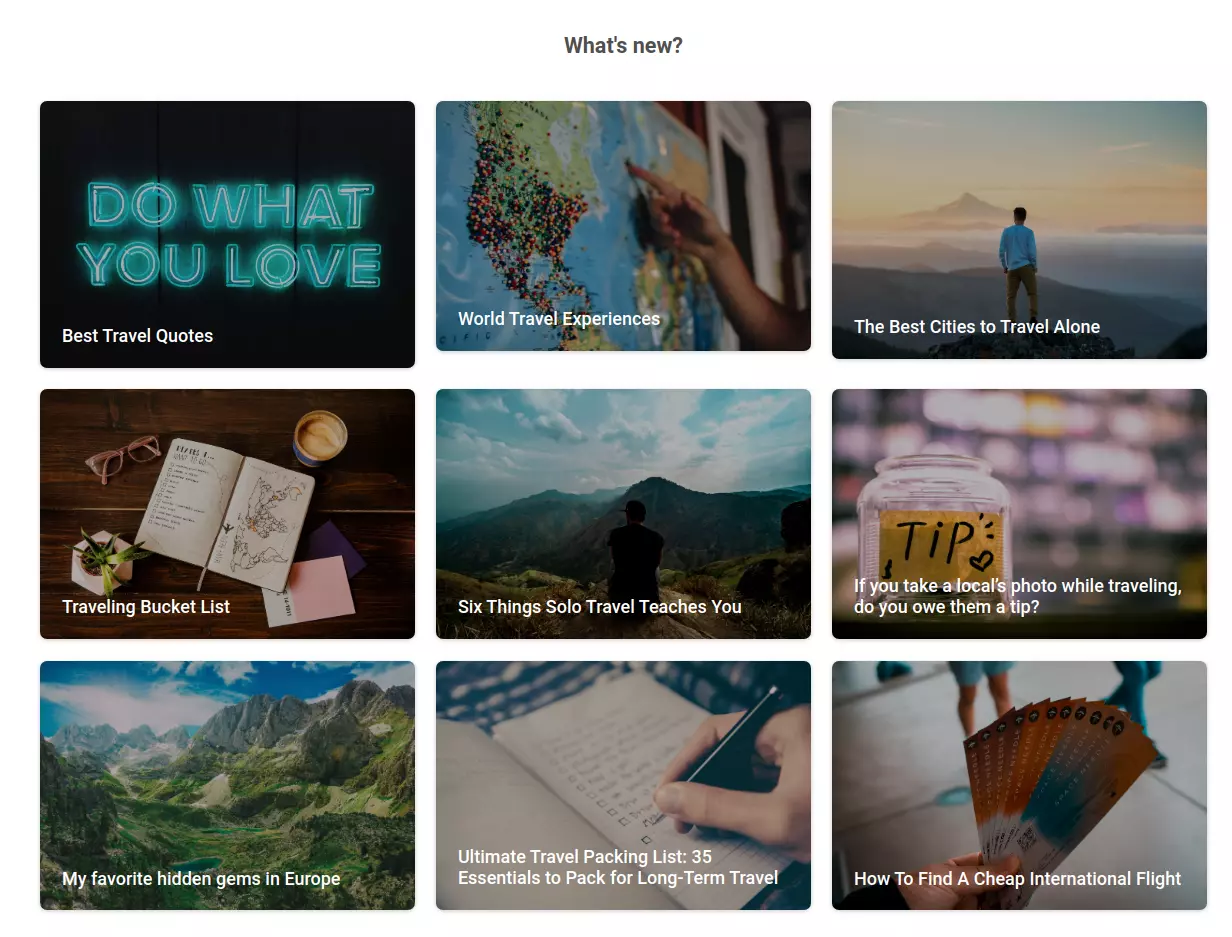 What's new?
DO WHAT
YOU LOVE
Best Travel Quotes
World Travel Experiences
The Best Cities to Travel Alone
Traveling Bucket List
Six Things Solo Travel Teaches You
TiP
If you take a local’s photo while traveling,
do you owe them a tip?
My favorite hidden gems in Europe
Ultimate Travel Packing List: 35
Essentials to Pack for Long-Term Travel
How To Find A Cheap International Flight